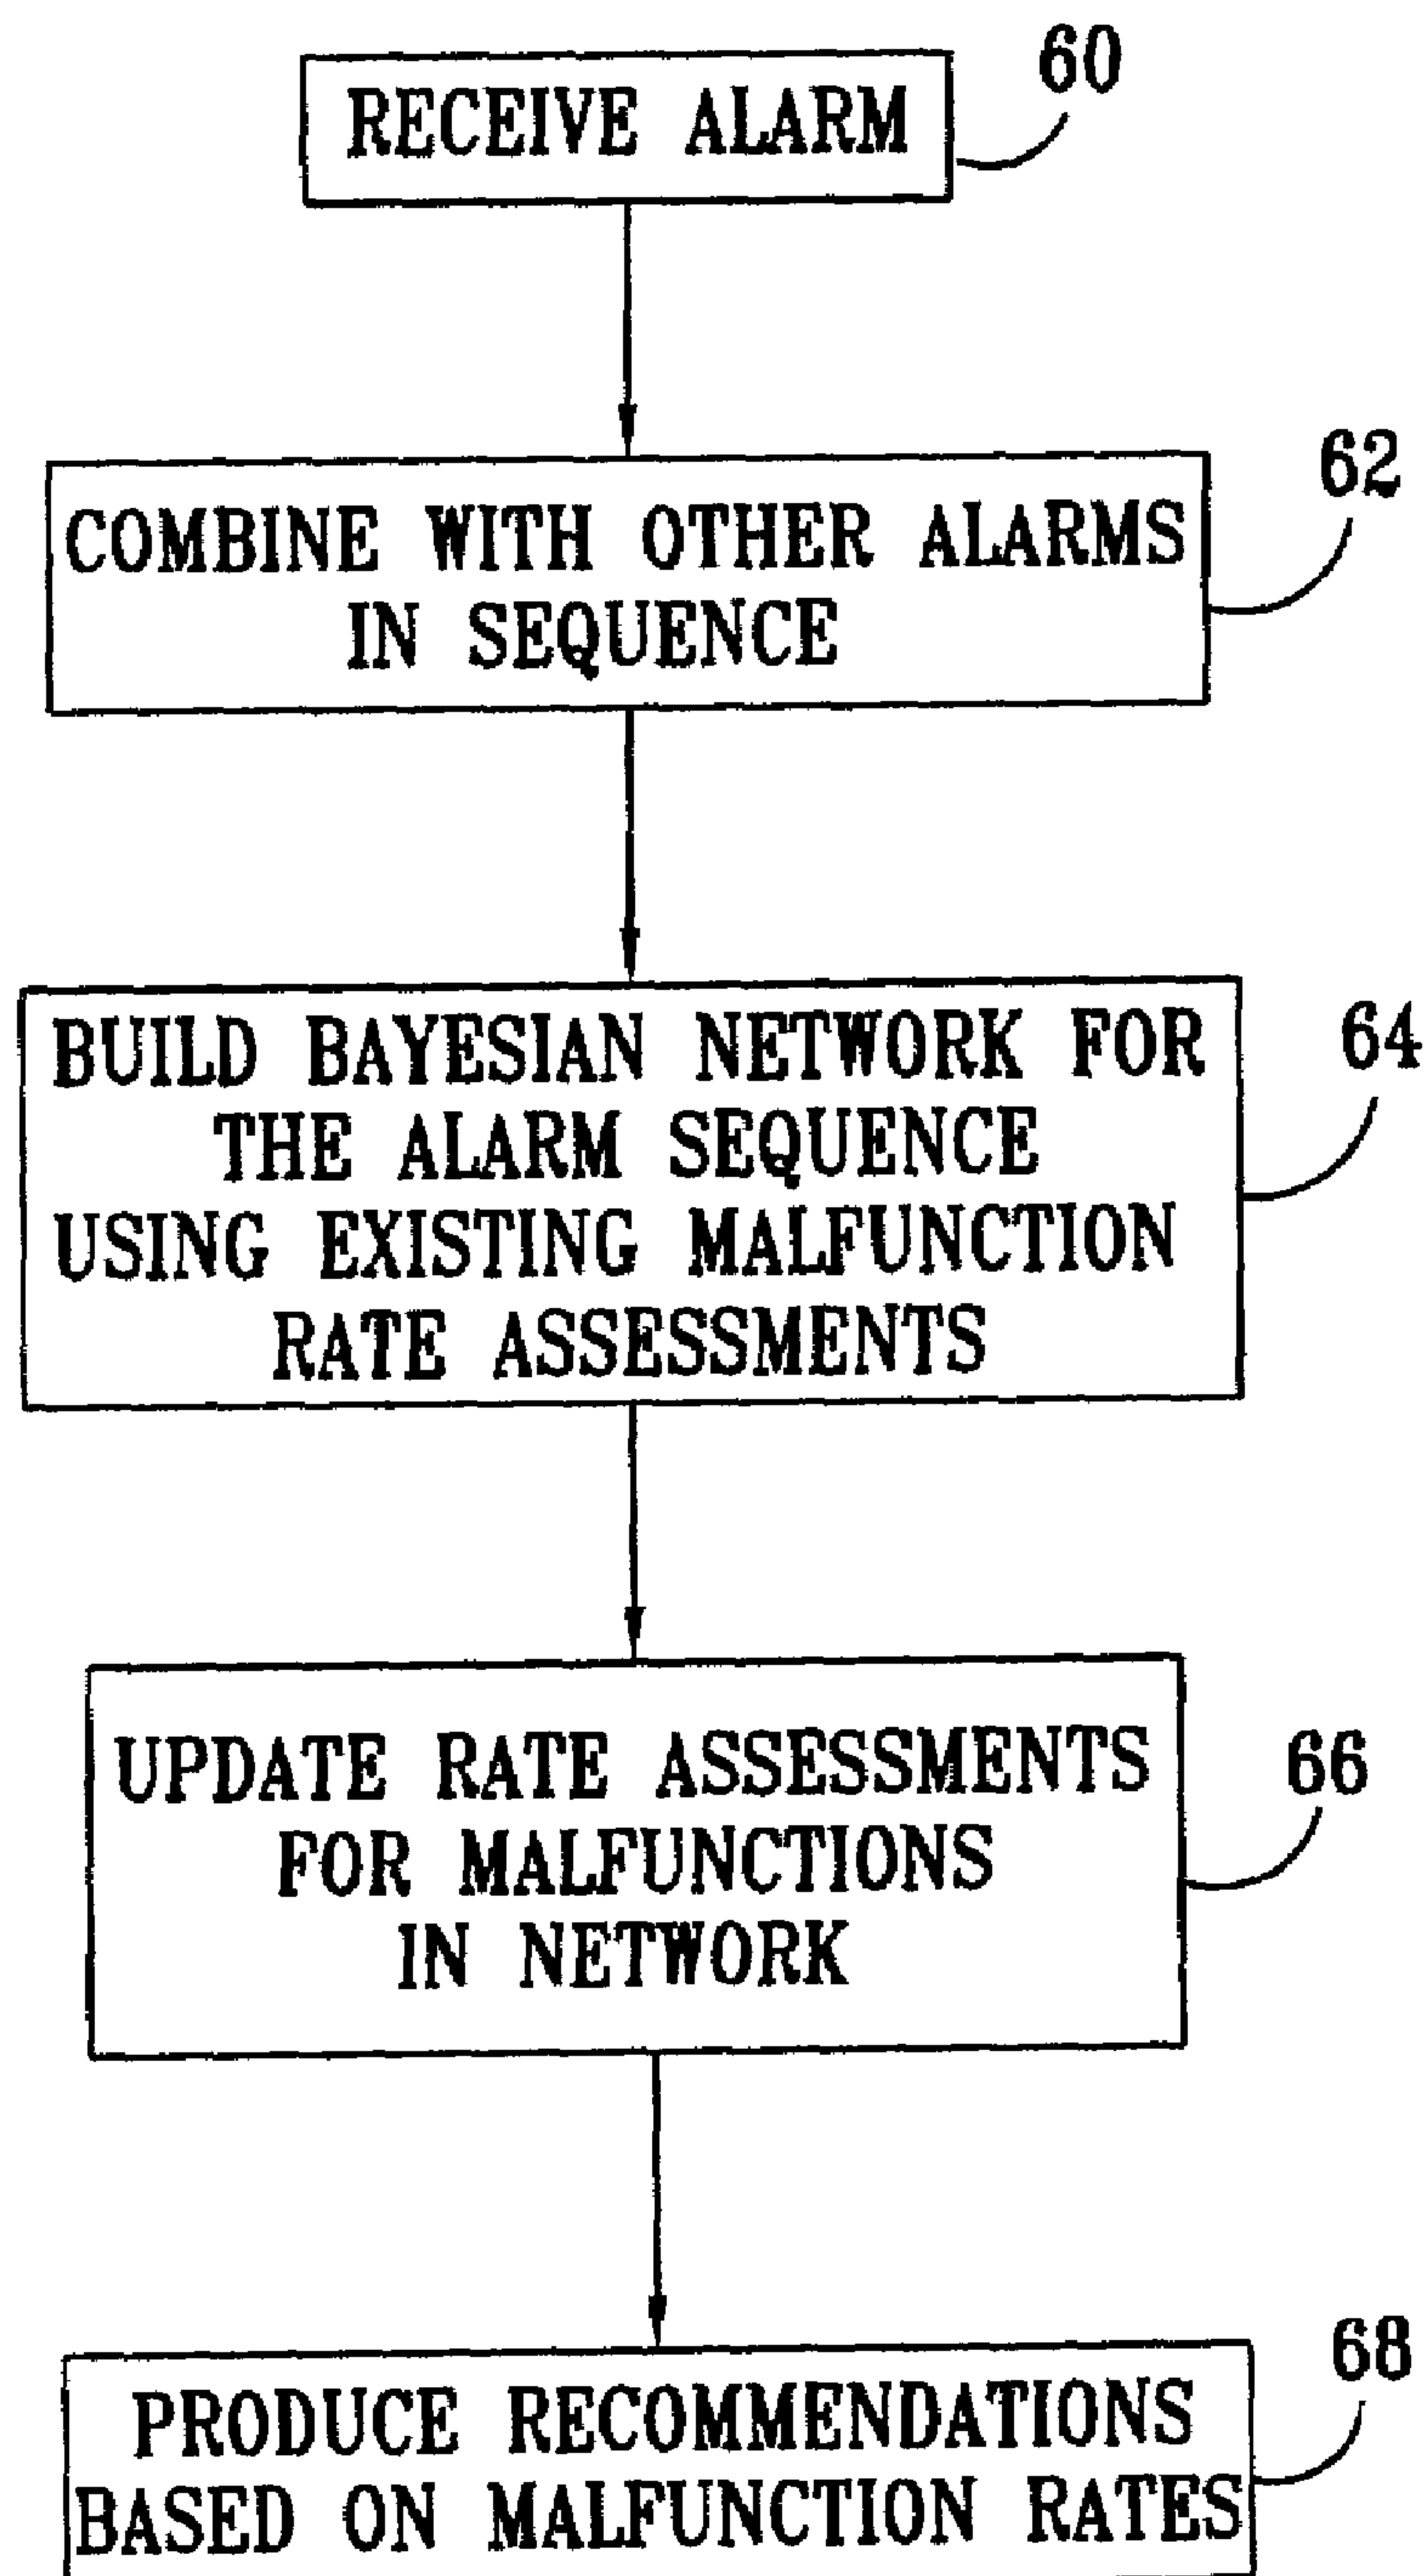 RECEIVE ALARM
60
COMBINE WITH OTHER ALARMS
IN SEQUENCE
62
BUILD BAYESIAN NETWORK FOR
THE ALARM SEQUENCE
USING EXISTING MALFUNCTION
RATE ASSESSMENTS
64
UPDATE RATE ASSESSMENTS
FOR MALFUNCTIONS
IN NETWORK
66
PRODUCE RECOMMENDATIONS
BASED ON MALFUNCTION RATES
68